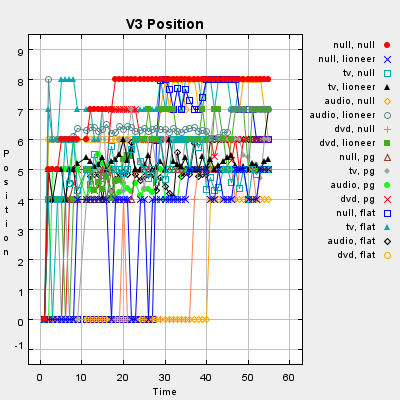 V3 Position
9
8
7
6
5
4
3
2
1
0
-1
Position
0 10 20 30 40 50 60
Time
null, null
null, lioneer
tv, null
tv, lioneer
audio, null
audio, lioneer
dvd, null
dvd, lioneer
null, pg
tv, pg
audio, pg
dvd, pg
null, flat
tv, flat
audio, flat
dvd, flat